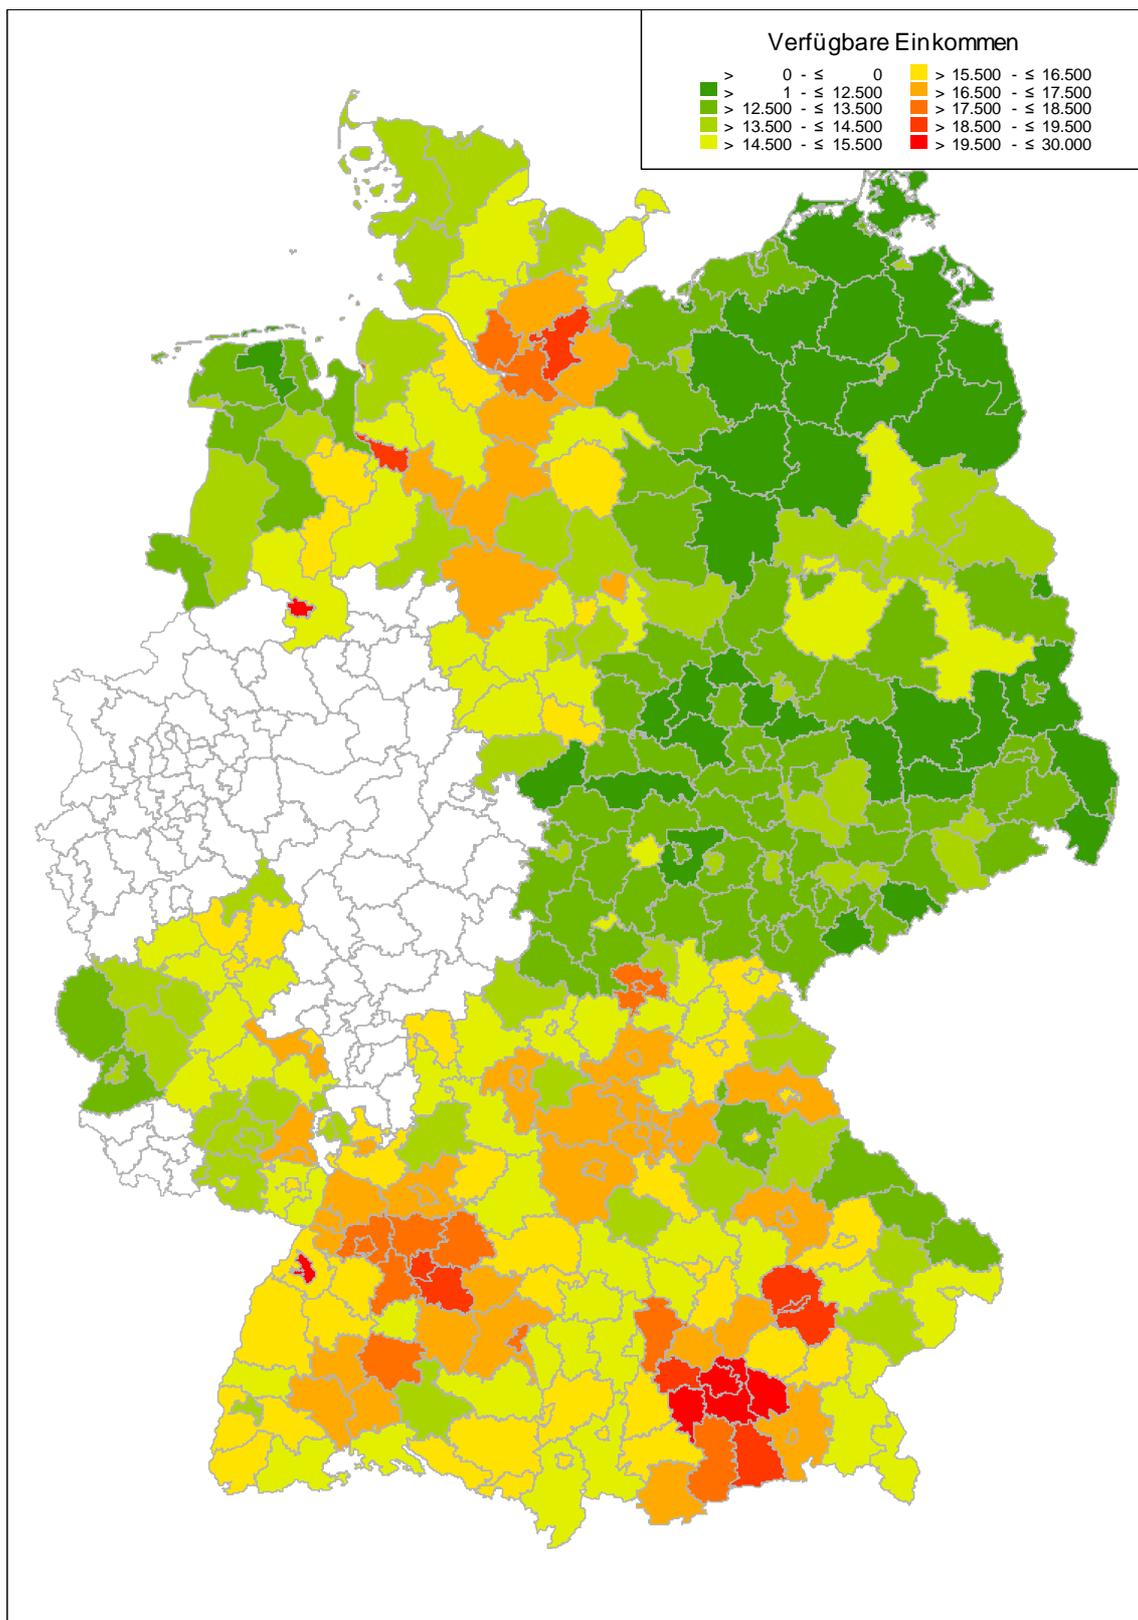 Verfügbare Einkommen
> 0 - ≤ 0
> 1 - ≤ 12.500
> 12.500 - ≤ 13.500
> 13.500 - ≤ 14.500
> 14.500 - ≤ 15.500
> 15.500 - ≤ 16.500
> 16.500 - ≤ 17.500
> 17.500 - ≤ 18.500
> 18.500 - ≤ 19.500
> 19.500 - ≤ 30.000